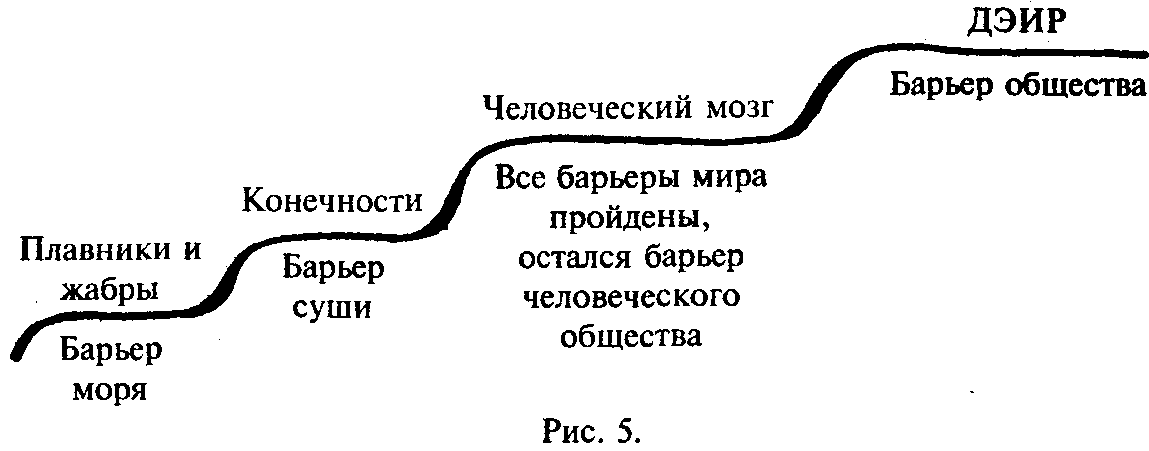 ДЭИР
Барьер общества
Человеческий мозг
Все барьеры мира
пройдены,
остался барьер
человеческого
общества
Конечности
Барьер
суши
Плавники и
жабры
Барьер
моря
Рис. 5.